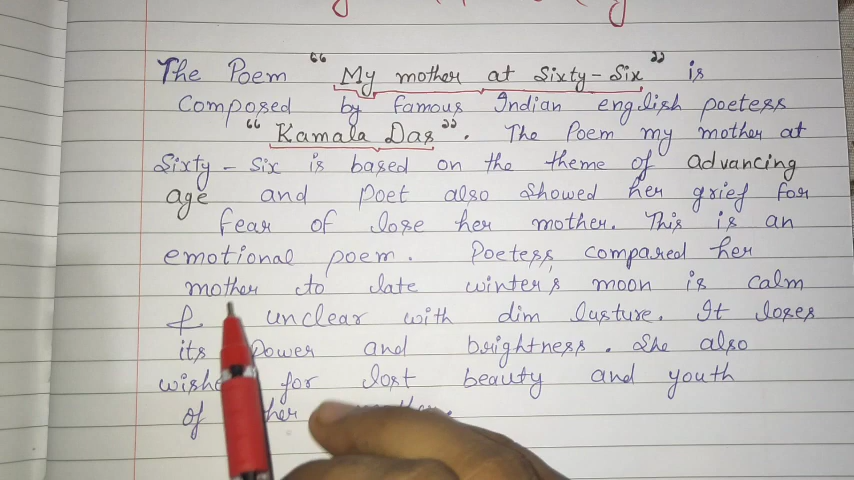 The Poem "My mother at Sixty-Six" is
Composed by famous Indian english poetess
"Kamala Das". The Poem my mother at
Sixty-Six is based on the theme of advancing
age and poet also showed her grief for
fear of lose her mother. This is an
emotional poem. Poetess compared her
mother to late winter's moon is calm
& unclear with dim lusture. It loses
its power and brightness. She also
for lost beauty and youth
of her